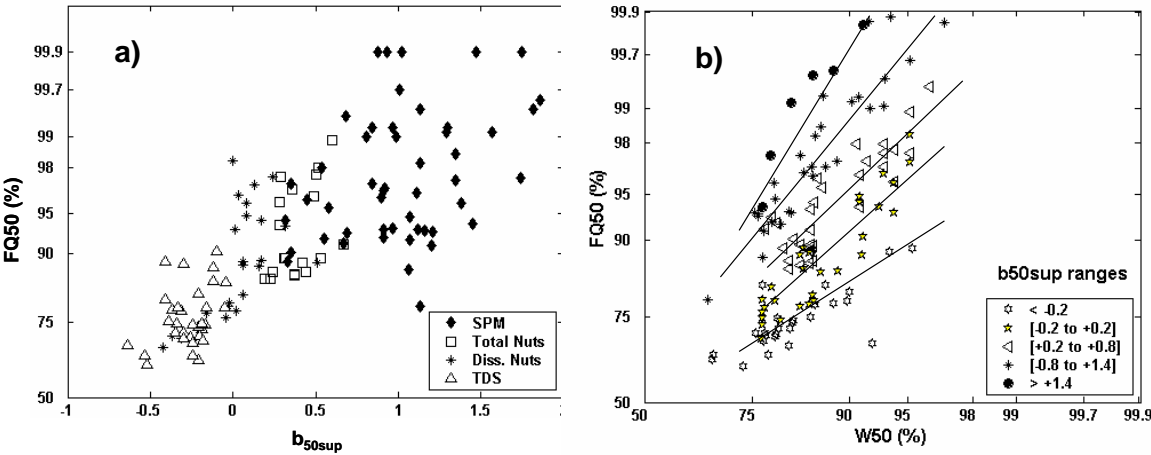 a)
FQ50 (%)
99.9
99.7
99
98
95
90
75
50
-1 -0.5 0 0.5 1 1.5 2
b50sup
SPM
Total Nuts
Diss. Nuts
TDS
b)
FQ50 (%)
99.9
99.7
99
98
95
90
75
50
50 75 90 95 98 99 99.7 99.9
W50 (%)
b50sup ranges
< -0.2
[-0.2 to +0.2]
[+0.2 to +0.8]
[-0.8 to +1.4]
> +1.4